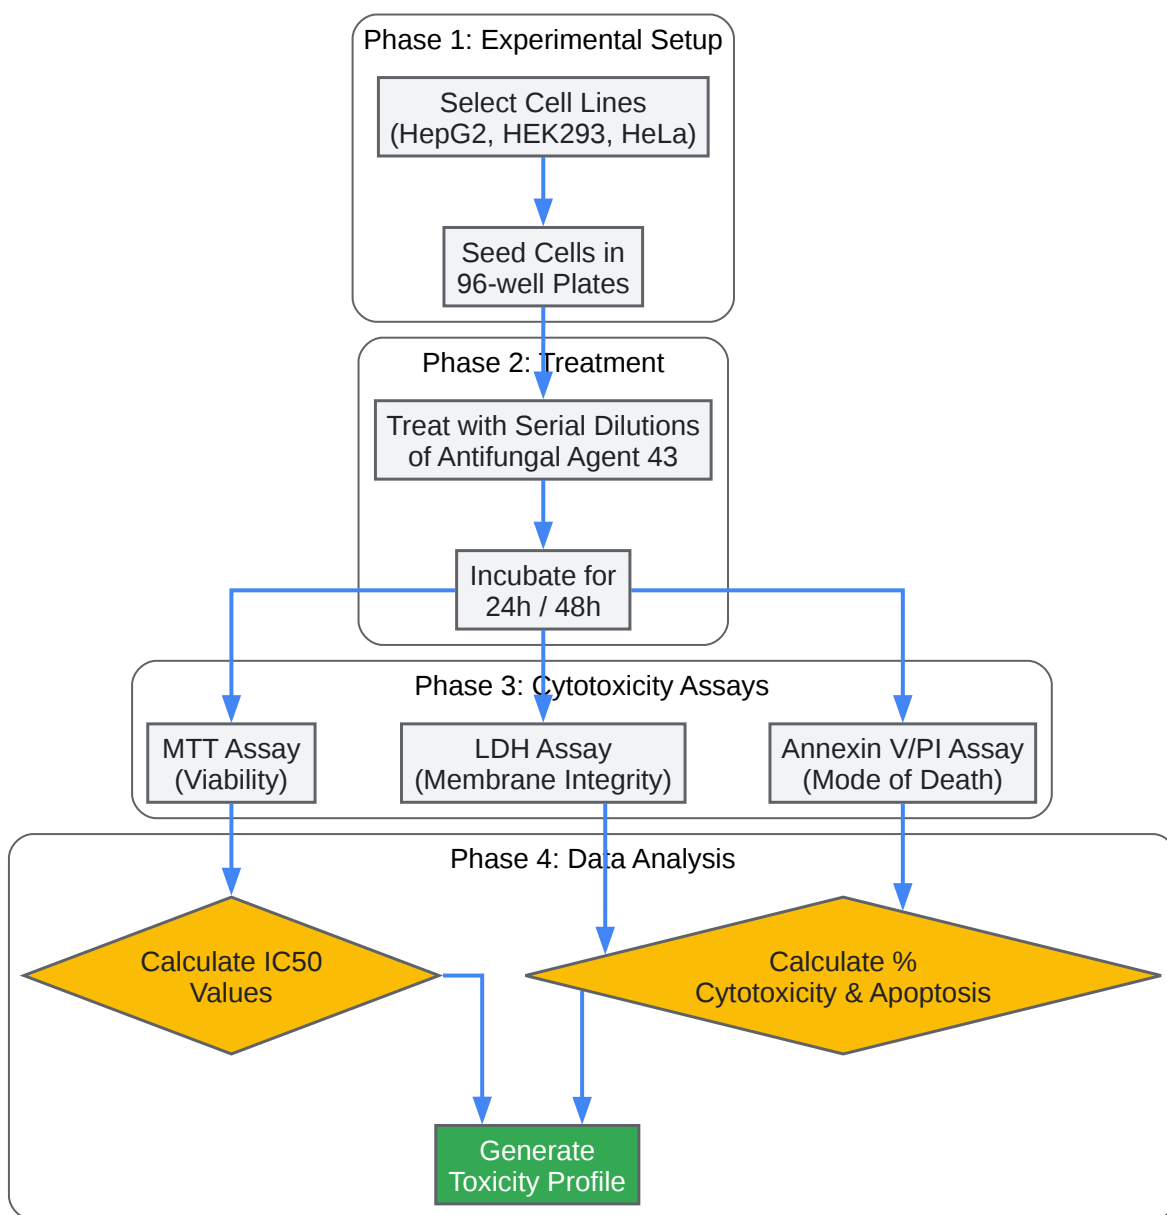 Phase 1: Experimental Setup
Select Cell Lines
(HepG2, HEK293, HeLa)
Seed Cells in
96-well Plates
Phase 2: Treatment
Treat with Serial Dilutions
of Antifungal Agent 43
Incubate for
24h / 48h
Phase 3: Cytotoxicity Assays
MTT Assay
(Viability)
LDH Assay
(Membrane Integrity)
Annexin V/PI Assay
(Mode of Death)
Phase 4: Data Analysis
Calculate IC50
Values
Calculate %
Cytotoxicity & Apoptosis
Generate
Toxicity Profile